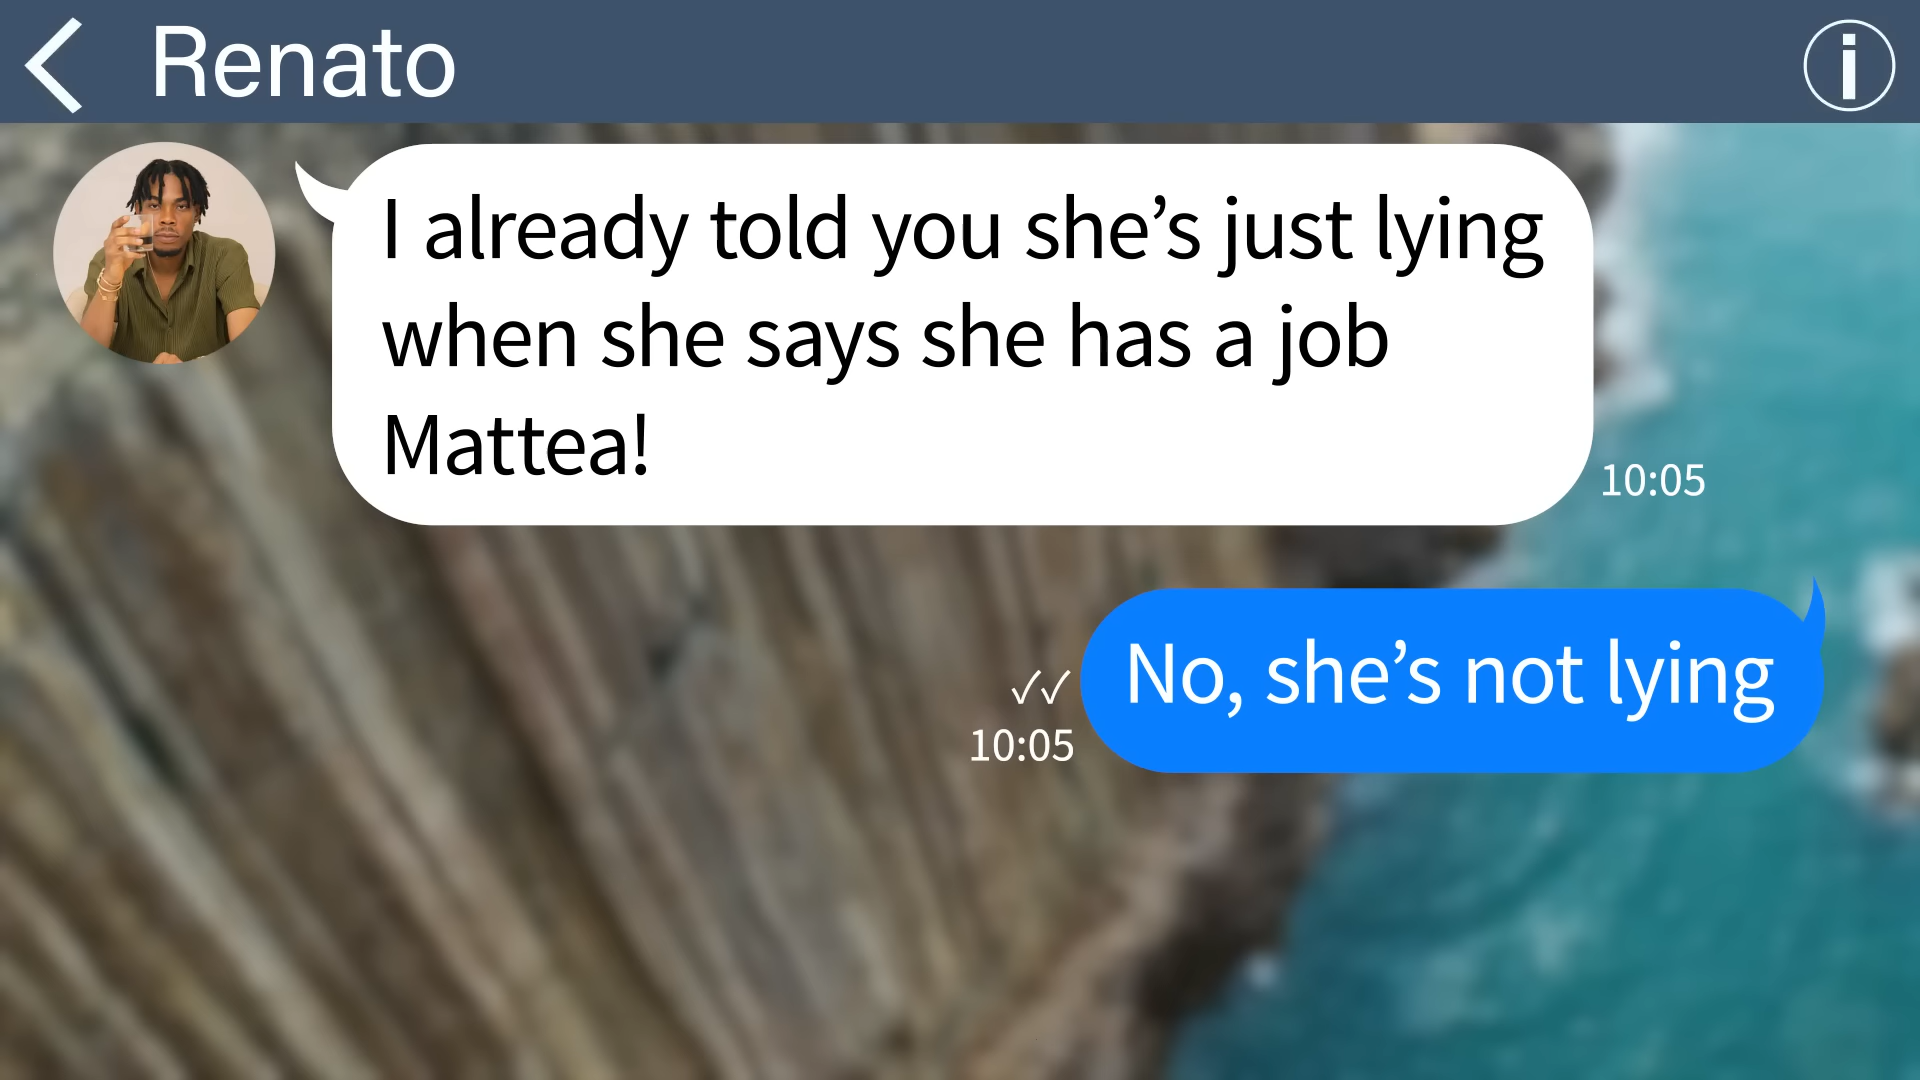 Renato
I already told you she’s just lying
when she says she has a job
Mattea!
10:05
No, she’s not lying
✓✓
10:05